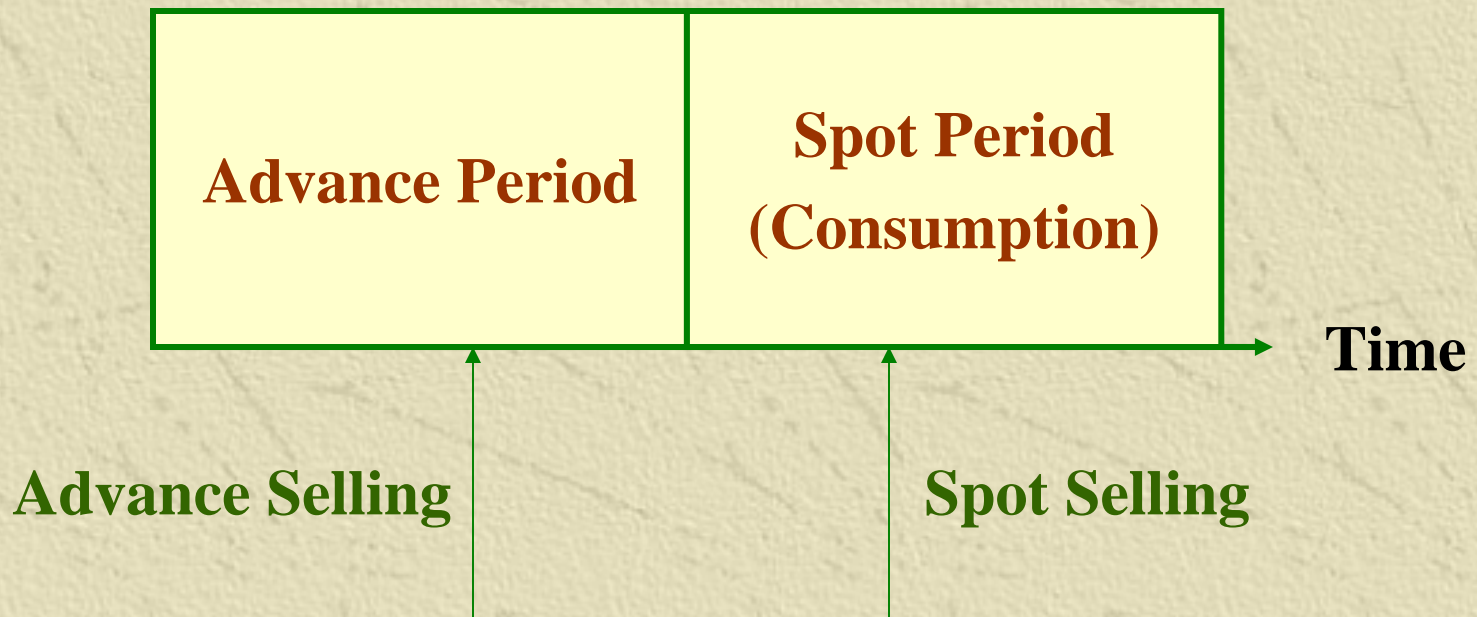 Advance Period
Spot Period
(Consumption)
Time
Advance Selling
Spot Selling